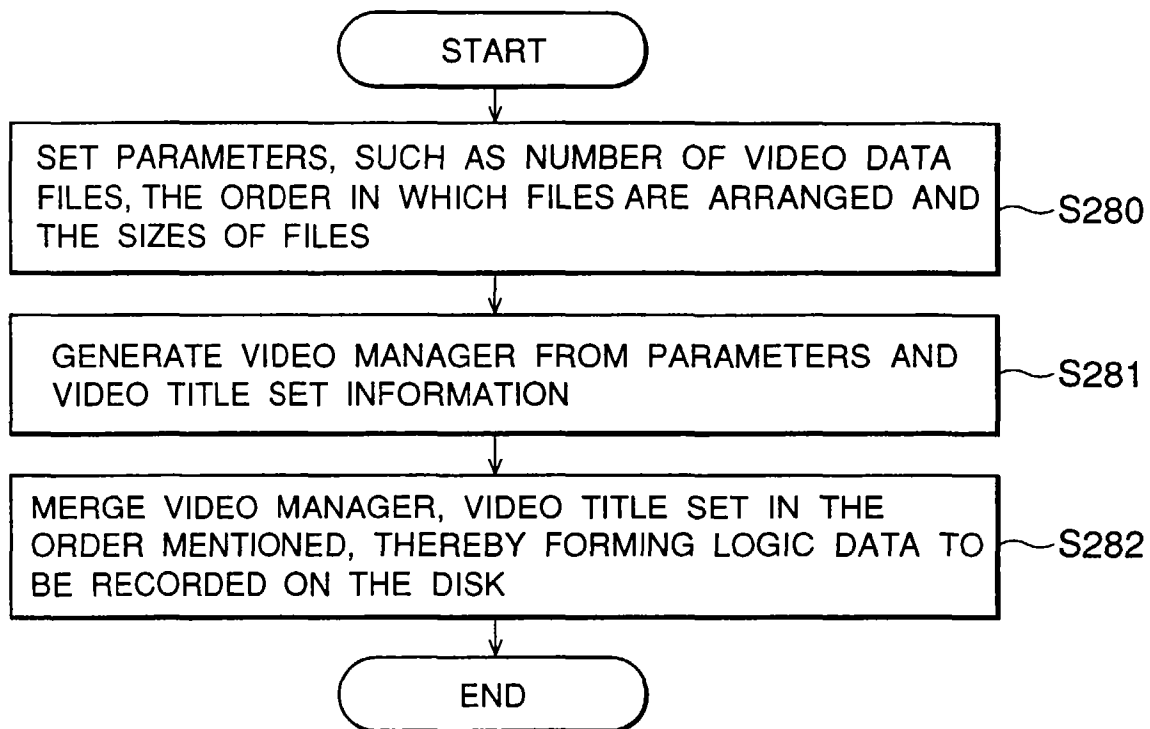 START
SET PARAMETERS, SUCH AS NUMBER OF VIDEO DATA
FILES, THE ORDER IN WHICH FILES ARE ARRANGED AND
THE SIZES OF FILES
S280
GENERATE VIDEO MANAGER FROM PARAMETERS AND
VIDEO TITLE SET INFORMATION
S281
MERGE VIDEO MANAGER, VIDEO TITLE SET IN THE
ORDER MENTIONED, THEREBY FORMING LOGIC DATA TO
BE RECORDED ON THE DISK
S282
END